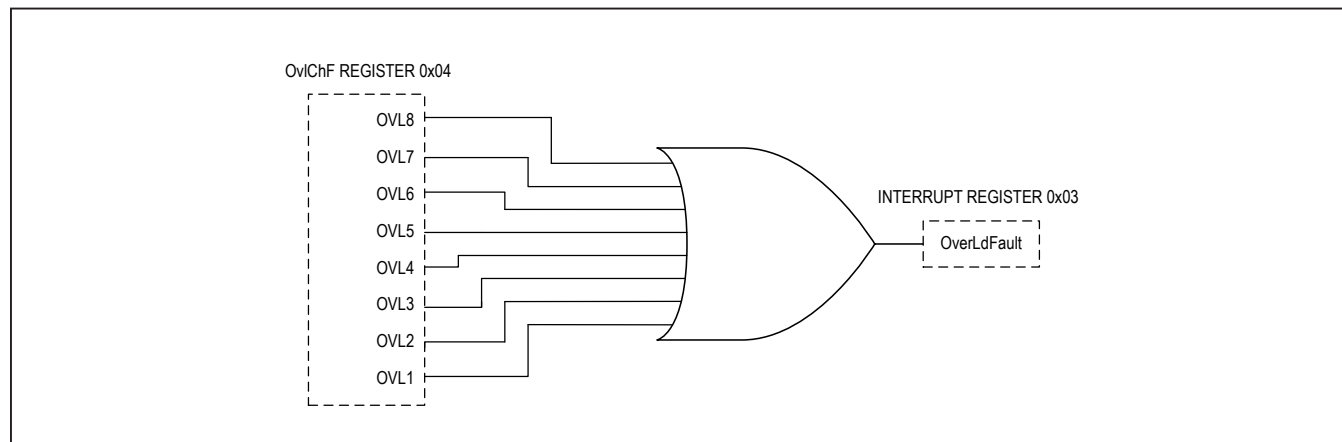 OvlChF REGISTER 0x04
OVL8
OVL7
OVL6
OVL5
OVL4
OVL3
OVL2
OVL1
INTERRUPT REGISTER 0x03
OverLdFault